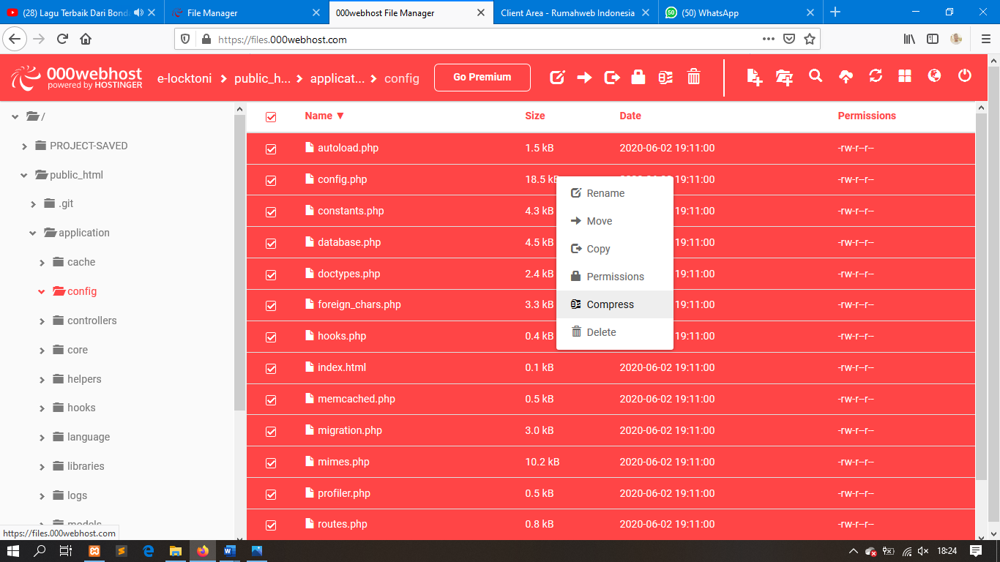 (28) Lagu Terbaik Dari Bond
File Manager
000webhost File Manager
Client Area - Rumahweb Indonesia
(50) WhatsApp
https://files.000webhost.com
000webhost
powered by HOSTINGER
e-locktoni > public_h... > applicat... > config
Go Premium
/
PROJECT-SAVED
public_html
.git
application
cache
config
controllers
core
helpers
hooks
language
libraries
logs
models
Name ▼ Size Date Permissions
autoload.php 1.5 kB 2020-06-02 19:11:00 -rw-r--r--
config.php 18.5 kB 2020-06-02 19:11:00 -rw-r--r--
constants.php 4.3 kB 19:11:00 -rw-r--r--
database.php 4.5 kB 19:11:00 -rw-r--r--
doctypes.php 2.4 kB 19:11:00 -rw-r--r--
foreign_chars.php 3.3 kB 19:11:00 -rw-r--r--
hooks.php 0.4 kB 19:11:00 -rw-r--r--
index.html 0.1 kB 2020-06-02 19:11:00 -rw-r--r--
memcached.php 0.5 kB 2020-06-02 19:11:00 -rw-r--r--
migration.php 3.0 kB 2020-06-02 19:11:00 -rw-r--r--
mimes.php 10.2 kB 2020-06-02 19:11:00 -rw-r--r--
profiler.php 0.5 kB 2020-06-02 19:11:00 -rw-r--r--
routes.php 0.8 kB 2020-06-02 19:11:00 -rw-r--r--
Rename
Move
Copy
Permissions
Compress
Delete
https://files.000webhost.com
18:24